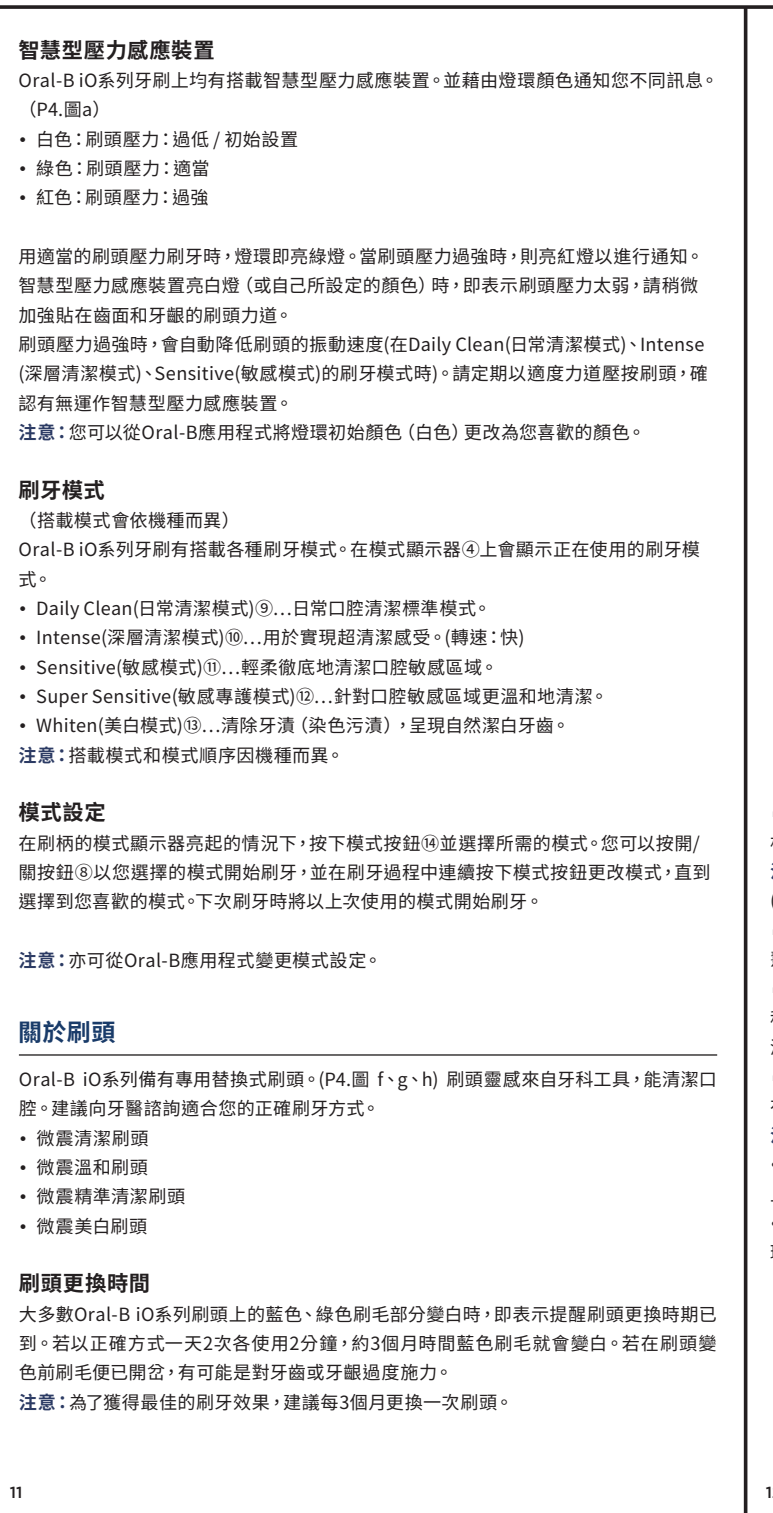 智慧型壓力感應裝置
Oral-B iO系列牙刷上均有搭載智慧型壓力感應裝置。並藉由燈環顏色通知您不同訊息。
（P4.圖a）
• 白色：刷頭壓力：過低 / 初始設置
• 綠色：刷頭壓力：適當
• 紅色：刷頭壓力：過強
用適當的刷頭壓力刷牙時，燈環即亮綠燈。當刷頭壓力過強時，則亮紅燈以進行通知。
智慧型壓力感應裝置亮白燈（或自己所設定的顏色）時，即表示刷頭壓力太弱，請稍微
加強貼在齒面和牙齦的刷頭力道。
刷頭壓力過強時，會自動降低刷頭的振動速度(在Daily Clean(日常清潔模式)、Intense
(深層清潔模式)、Sensitive(敏感模式)的刷牙模式時)。請定期以適度力道壓按刷頭，確
認有無運作智慧型壓力感應裝置。
注意：您可以從Oral-B應用程式將燈環初始顏色（白色）更改為您喜歡的顏色。
刷牙模式
（搭載模式會依機種而異）
Oral-B iO系列牙刷有搭載各種刷牙模式。在模式顯示器④上會顯示正在使用的刷牙模
式。
• Daily Clean(日常清潔模式)⑨…日常口腔清潔標準模式。
• Intense(深層清潔模式)⑩…用於實現超清潔感受。(轉速：快)
• Sensitive(敏感模式)⑪…輕柔徹底地清潔口腔敏感區域。
• Super Sensitive(敏感專護模式)⑫…針對口腔敏感區域更溫和地清潔。
• Whiten(美白模式)⑬…清除牙漬（染色污漬），呈現自然潔白牙齒。
注意：搭載模式和模式順序因機種而異。
模式設定
在刷柄的模式顯示器亮起的情況下，按下模式按鈕⑭並選擇所需的模式。您可以按開/
關按鈕⑧以您選擇的模式開始刷牙，並在刷牙過程中連續按下模式按鈕更改模式，直到
選擇到您喜歡的模式。下次刷牙時將以上次使用的模式開始刷牙。
注意：亦可從Oral-B應用程式變更模式設定。
關於刷頭
Oral-B iO系列備有專用替換式刷頭。(P4.圖 f、g、h) 刷頭靈感來自牙科工具，能清潔口
腔。建議向牙醫諮詢適合您的正確刷牙方式。
• 微震清潔刷頭
• 微震溫和刷頭
• 微震精準清潔刷頭
• 微震美白刷頭
刷頭更換時間
大多數Oral-B iO系列刷頭上的藍色、綠色刷毛部分變白時，即表示提醒刷頭更換時期已
到。若以正確方式一天2次各使用2分鐘，約3個月時間藍色刷毛就會變白。若在刷頭變
色前刷毛便已開岔，有可能是對牙齒或牙齦過度施力。
注意：為了獲得最佳的刷牙效果，建議每3個月更換一次刷頭。
11